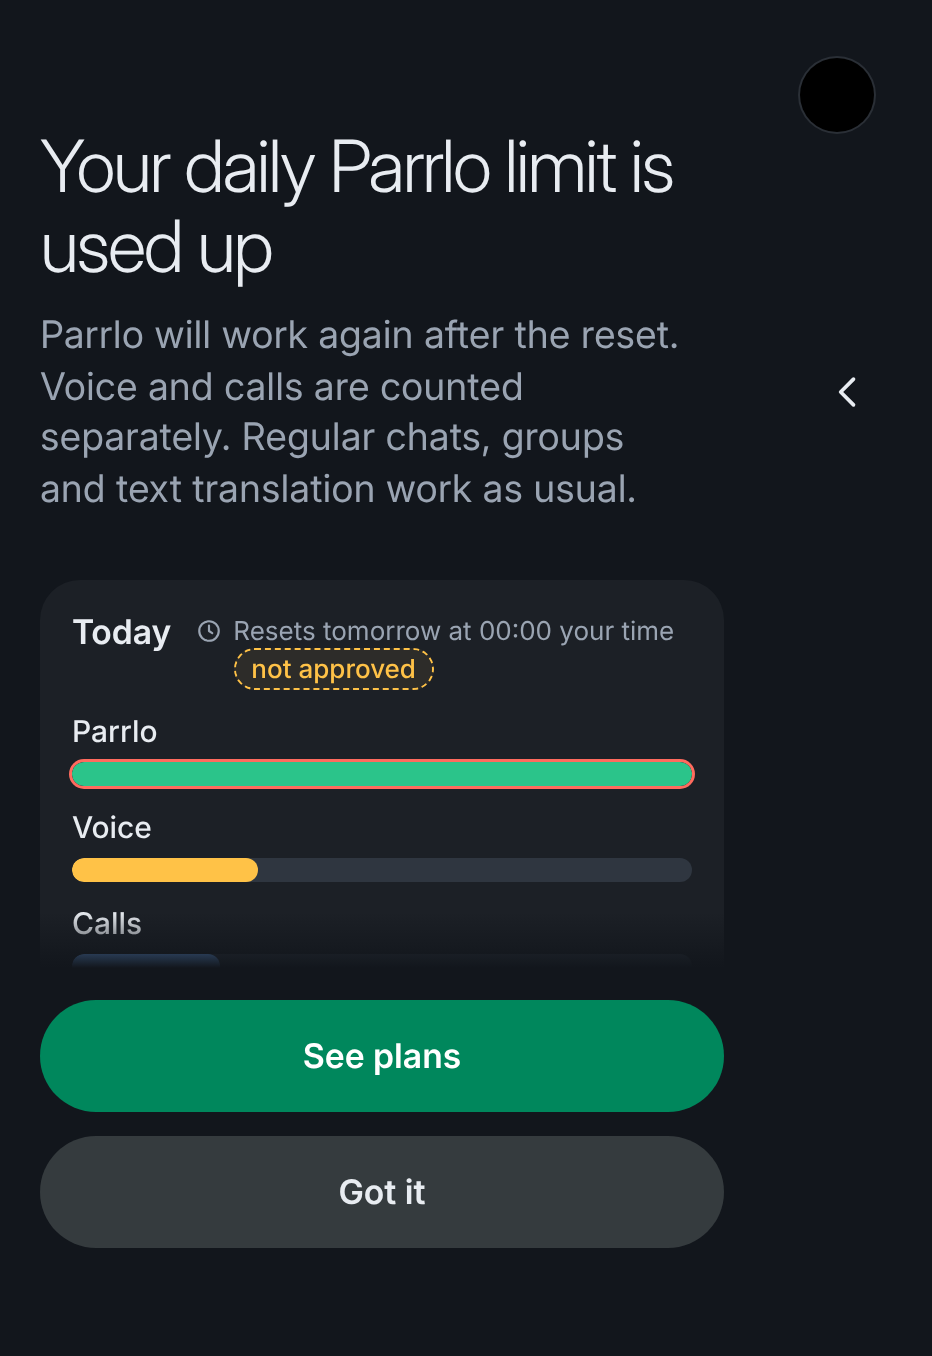 Your daily Parrlo limit is
used up
Parrlo will work again after the reset.
Voice and calls are counted
separately. Regular chats, groups
and text translation work as usual.
Today
Resets tomorrow at 00:00 your time
not approved
Parrlo
Voice
Calls
See plans
Got it